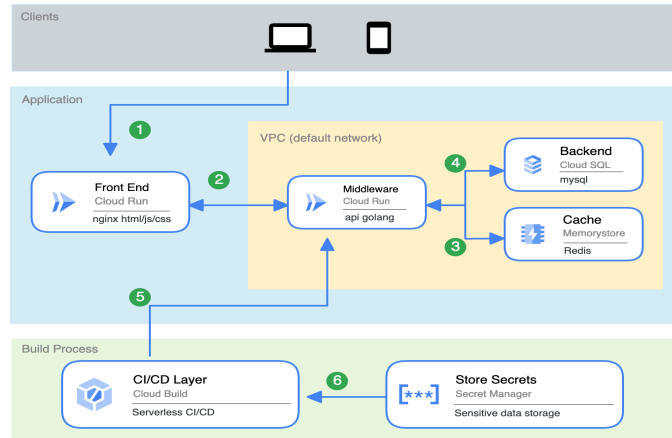 Clients
Application
1
VPC (default network)
Front End
Cloud Run
nginx html/js/css
2
Middleware
Cloud Run
api golang
4
Backend
Cloud SQL
mysql
3
Cache
Memorystore
Redis
5
Build Process
CI/CD Layer
Cloud Build
Serverless CI/CD
6
[***]
Store Secrets
Secret Manager
Sensitive data storage